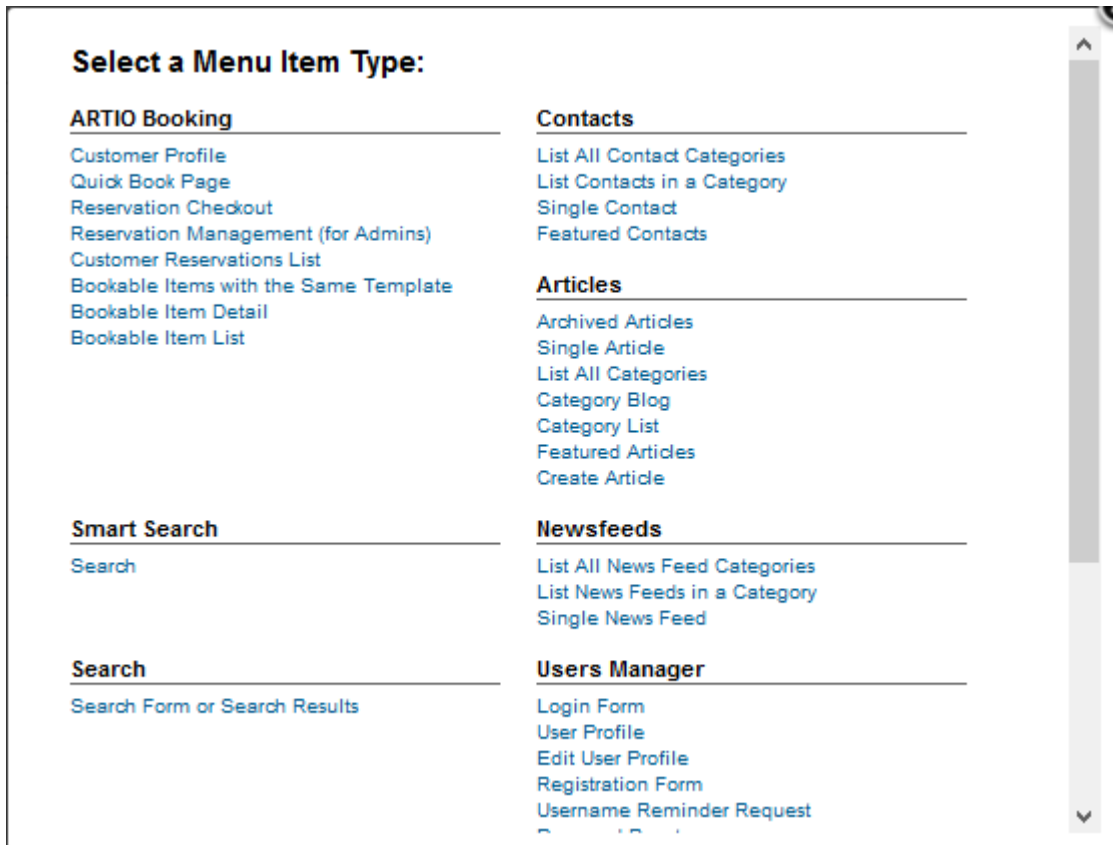 Select a Menu Item Type:
ARTIO Booking
Customer Profile
Quick Book Page
Reservation Checkout
Reservation Management (for Admins)
Customer Reservations List
Bookable Items with the Same Template
Bookable Item Detail
Bookable Item List
Contacts
List All Contact Categories
List Contacts in a Category
Single Contact
Featured Contacts
Articles
Archived Articles
Single Article
List All Categories
Category Blog
Category List
Featured Articles
Create Article
Smart Search
Search
Newsfeeds
List All News Feed Categories
List News Feeds in a Category
Single News Feed
Search
Search Form or Search Results
Users Manager
Login Form
User Profile
Edit User Profile
Registration Form
Username Reminder Request